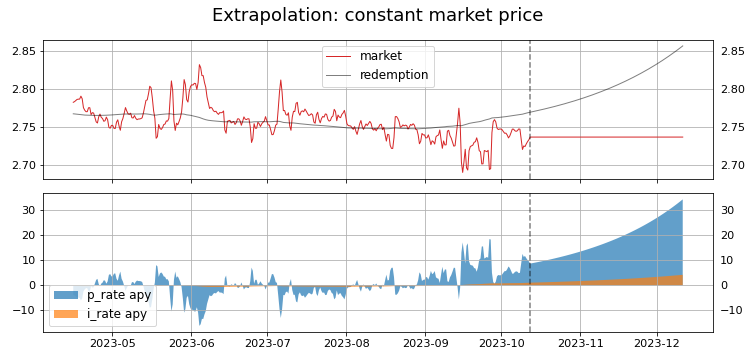 Extrapolation: constant market price
2.85 2.85
2.80 2.80
2.75 2.75
2.70 2.70
market
redemption
30 30
20 20
10 10
0 0
−10 −10
p_rate apy
i_rate apy
2023-05 2023-06 2023-07 2023-08 2023-09 2023-10 2023-11 2023-12